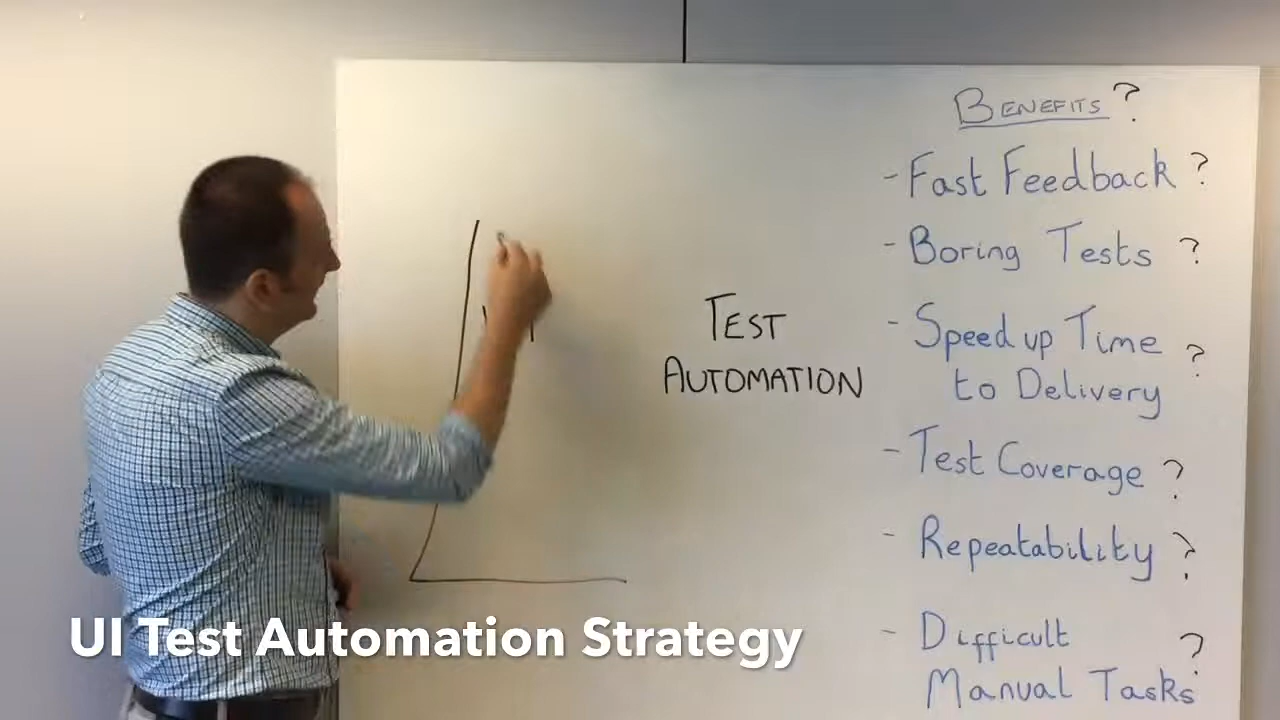 BENEFITS?
- Fast Feedback ?
- Boring Tests ?
- Speed up Time
to Delivery ?
- Test Coverage ?
- Repeatability ?
- Difficult
Manual Tasks ?
TEST
AUTOMATION
UI Test Automation Strategy